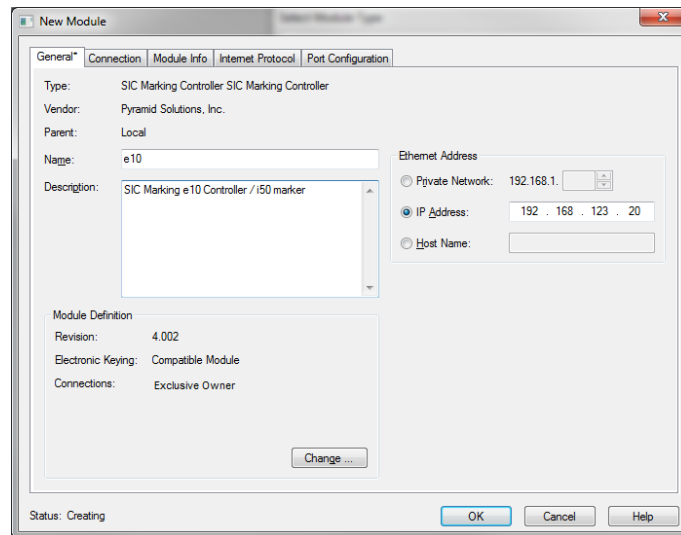 New Module
Select Module Type
General* Connection Module Info Internet Protocol Port Configuration
Type: SIC Marking Controller SIC Marking Controller
Vendor: Pyramid Solutions, Inc.
Parent: Local
Name: e10
Description: SIC Marking e10 Controller / i50 marker
Ethernet Address
Private Network: 192.168.1.
IP Address: 192 . 168 . 123 . 20
Host Name:
Module Definition
Revision: 4.002
Electronic Keying: Compatible Module
Connections: Exclusive Owner
Change ...
Status: Creating
OK Cancel Help